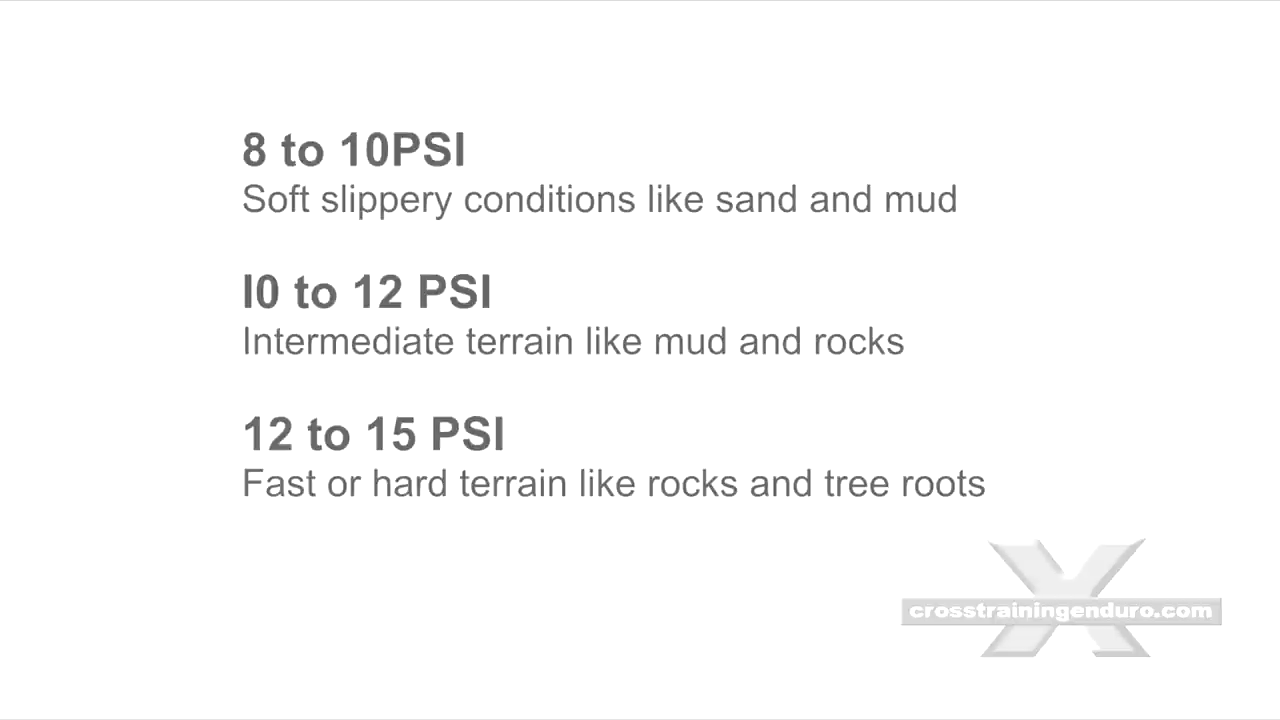 8 to 10PSI
Soft slippery conditions like sand and mud
I0 to 12 PSI
Intermediate terrain like mud and rocks
12 to 15 PSI
Fast or hard terrain like rocks and tree roots
X
crosstrainingenduro.com